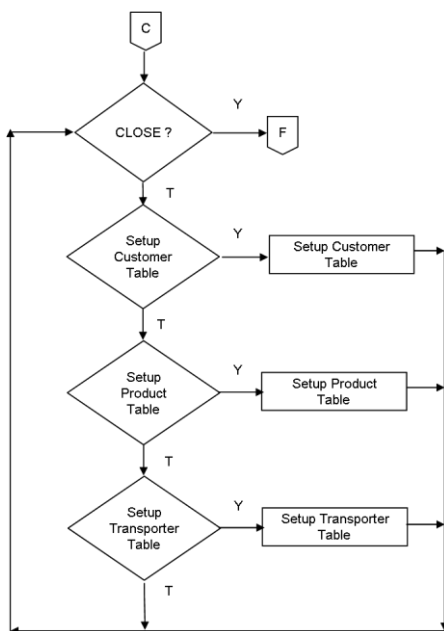 C
CLOSE ?
Y
F
T
Setup
Customer
Table
Y
Setup Customer
Table
T
Setup
Product
Table
Y
Setup Product
Table
T
Setup
Transporter
Table
Y
Setup Transporter
Table
T